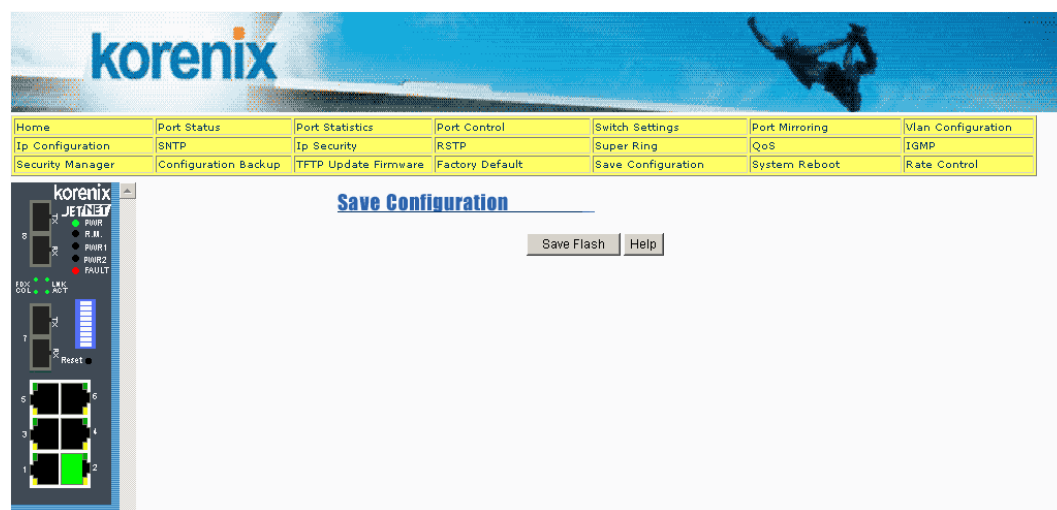 korenix
Home Port Status Port Statistics Port Control Switch Settings Port Mirroring Vlan Configuration
Ip Configuration SNTP Ip Security RSTP Super Ring QoS IGMP
Security Manager Configuration Backup TFTP Update Firmware Factory Default Save Configuration System Reboot Rate Control
korenix
JETNET
TX
PWR
R.M.
8
PWR1
RX
PWR2
FAULT
FDX LNK
COL ACT
TX
7
RX
Reset
5 6
3 4
1 2
Save Configuration
Save Flash Help